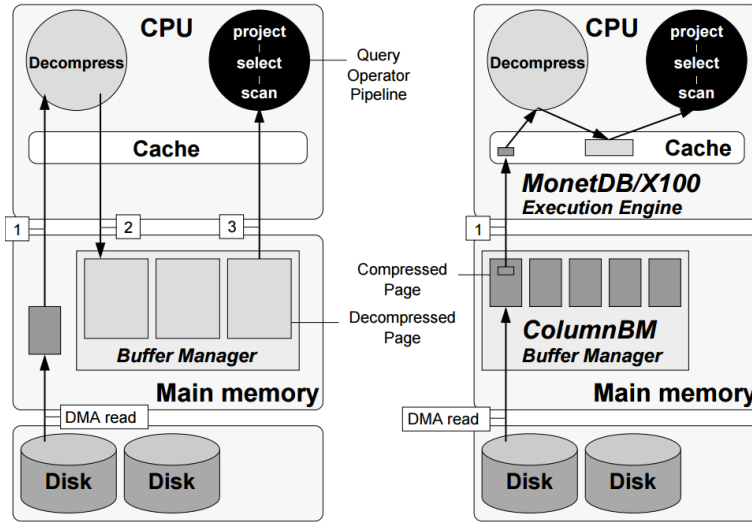 CPU
Decompress
project
select
scan
Query
Operator
Pipeline
Cache
1
2
3
Buffer Manager
Main memory
DMA read
Disk
Disk
Compressed
Page
Decompressed
Page
CPU
Decompress
project
select
scan
Cache
MonetDB/X100
Execution Engine
1
ColumnBM
Buffer Manager
Main memory
DMA read
Disk
Disk